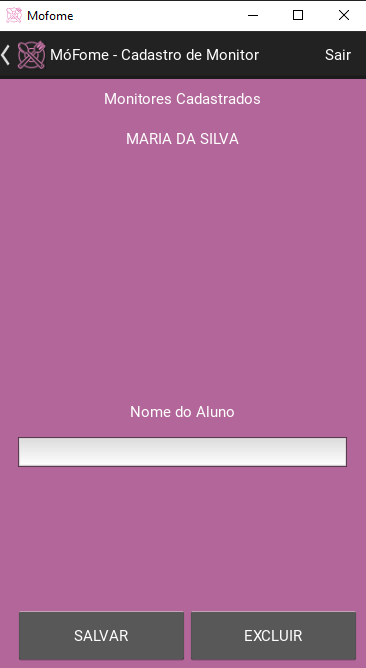 Mofome
MóFome - Cadastro de Monitor Sair
Monitores Cadastrados
MARIA DA SILVA
Nome do Aluno
SALVAR EXCLUIR